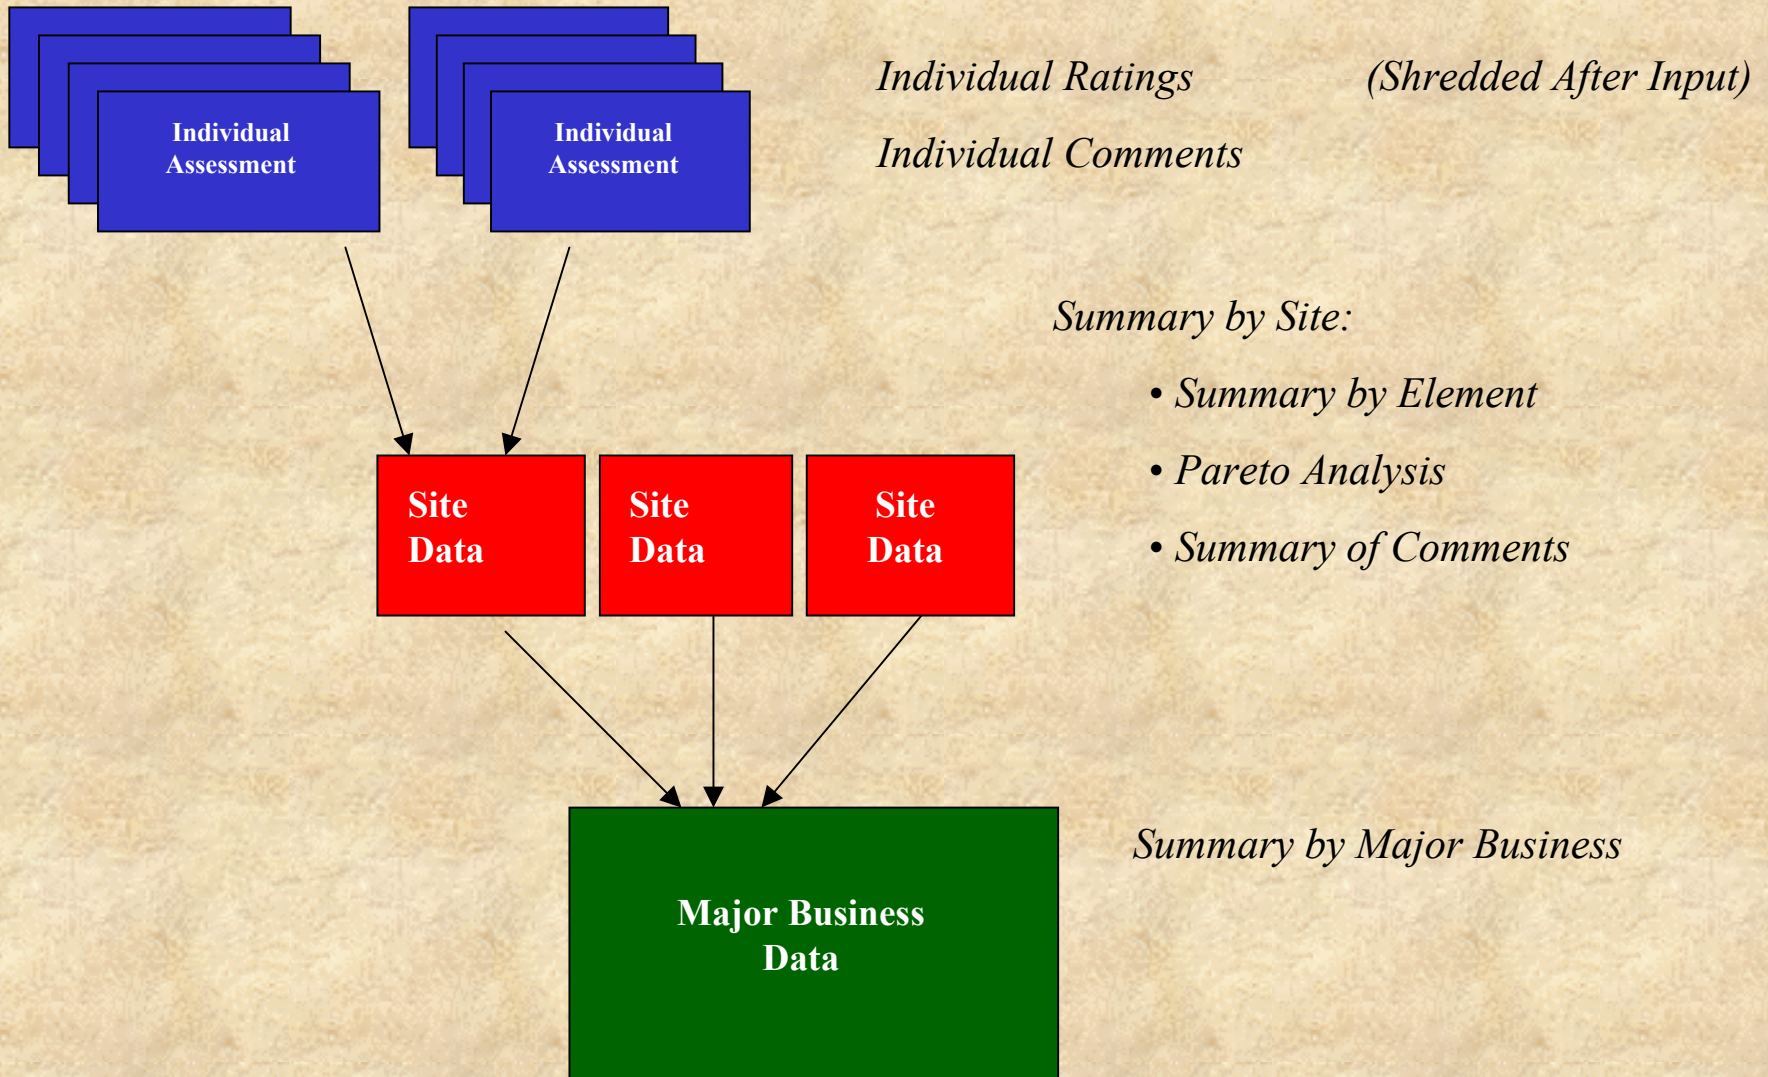 Individual
Assessment
Individual
Assessment
Individual Ratings (Shredded After Input)
Individual Comments
Summary by Site:
• Summary by Element
• Pareto Analysis
• Summary of Comments
Site
Data
Site
Data
Site
Data
Summary by Major Business
Major Business
Data